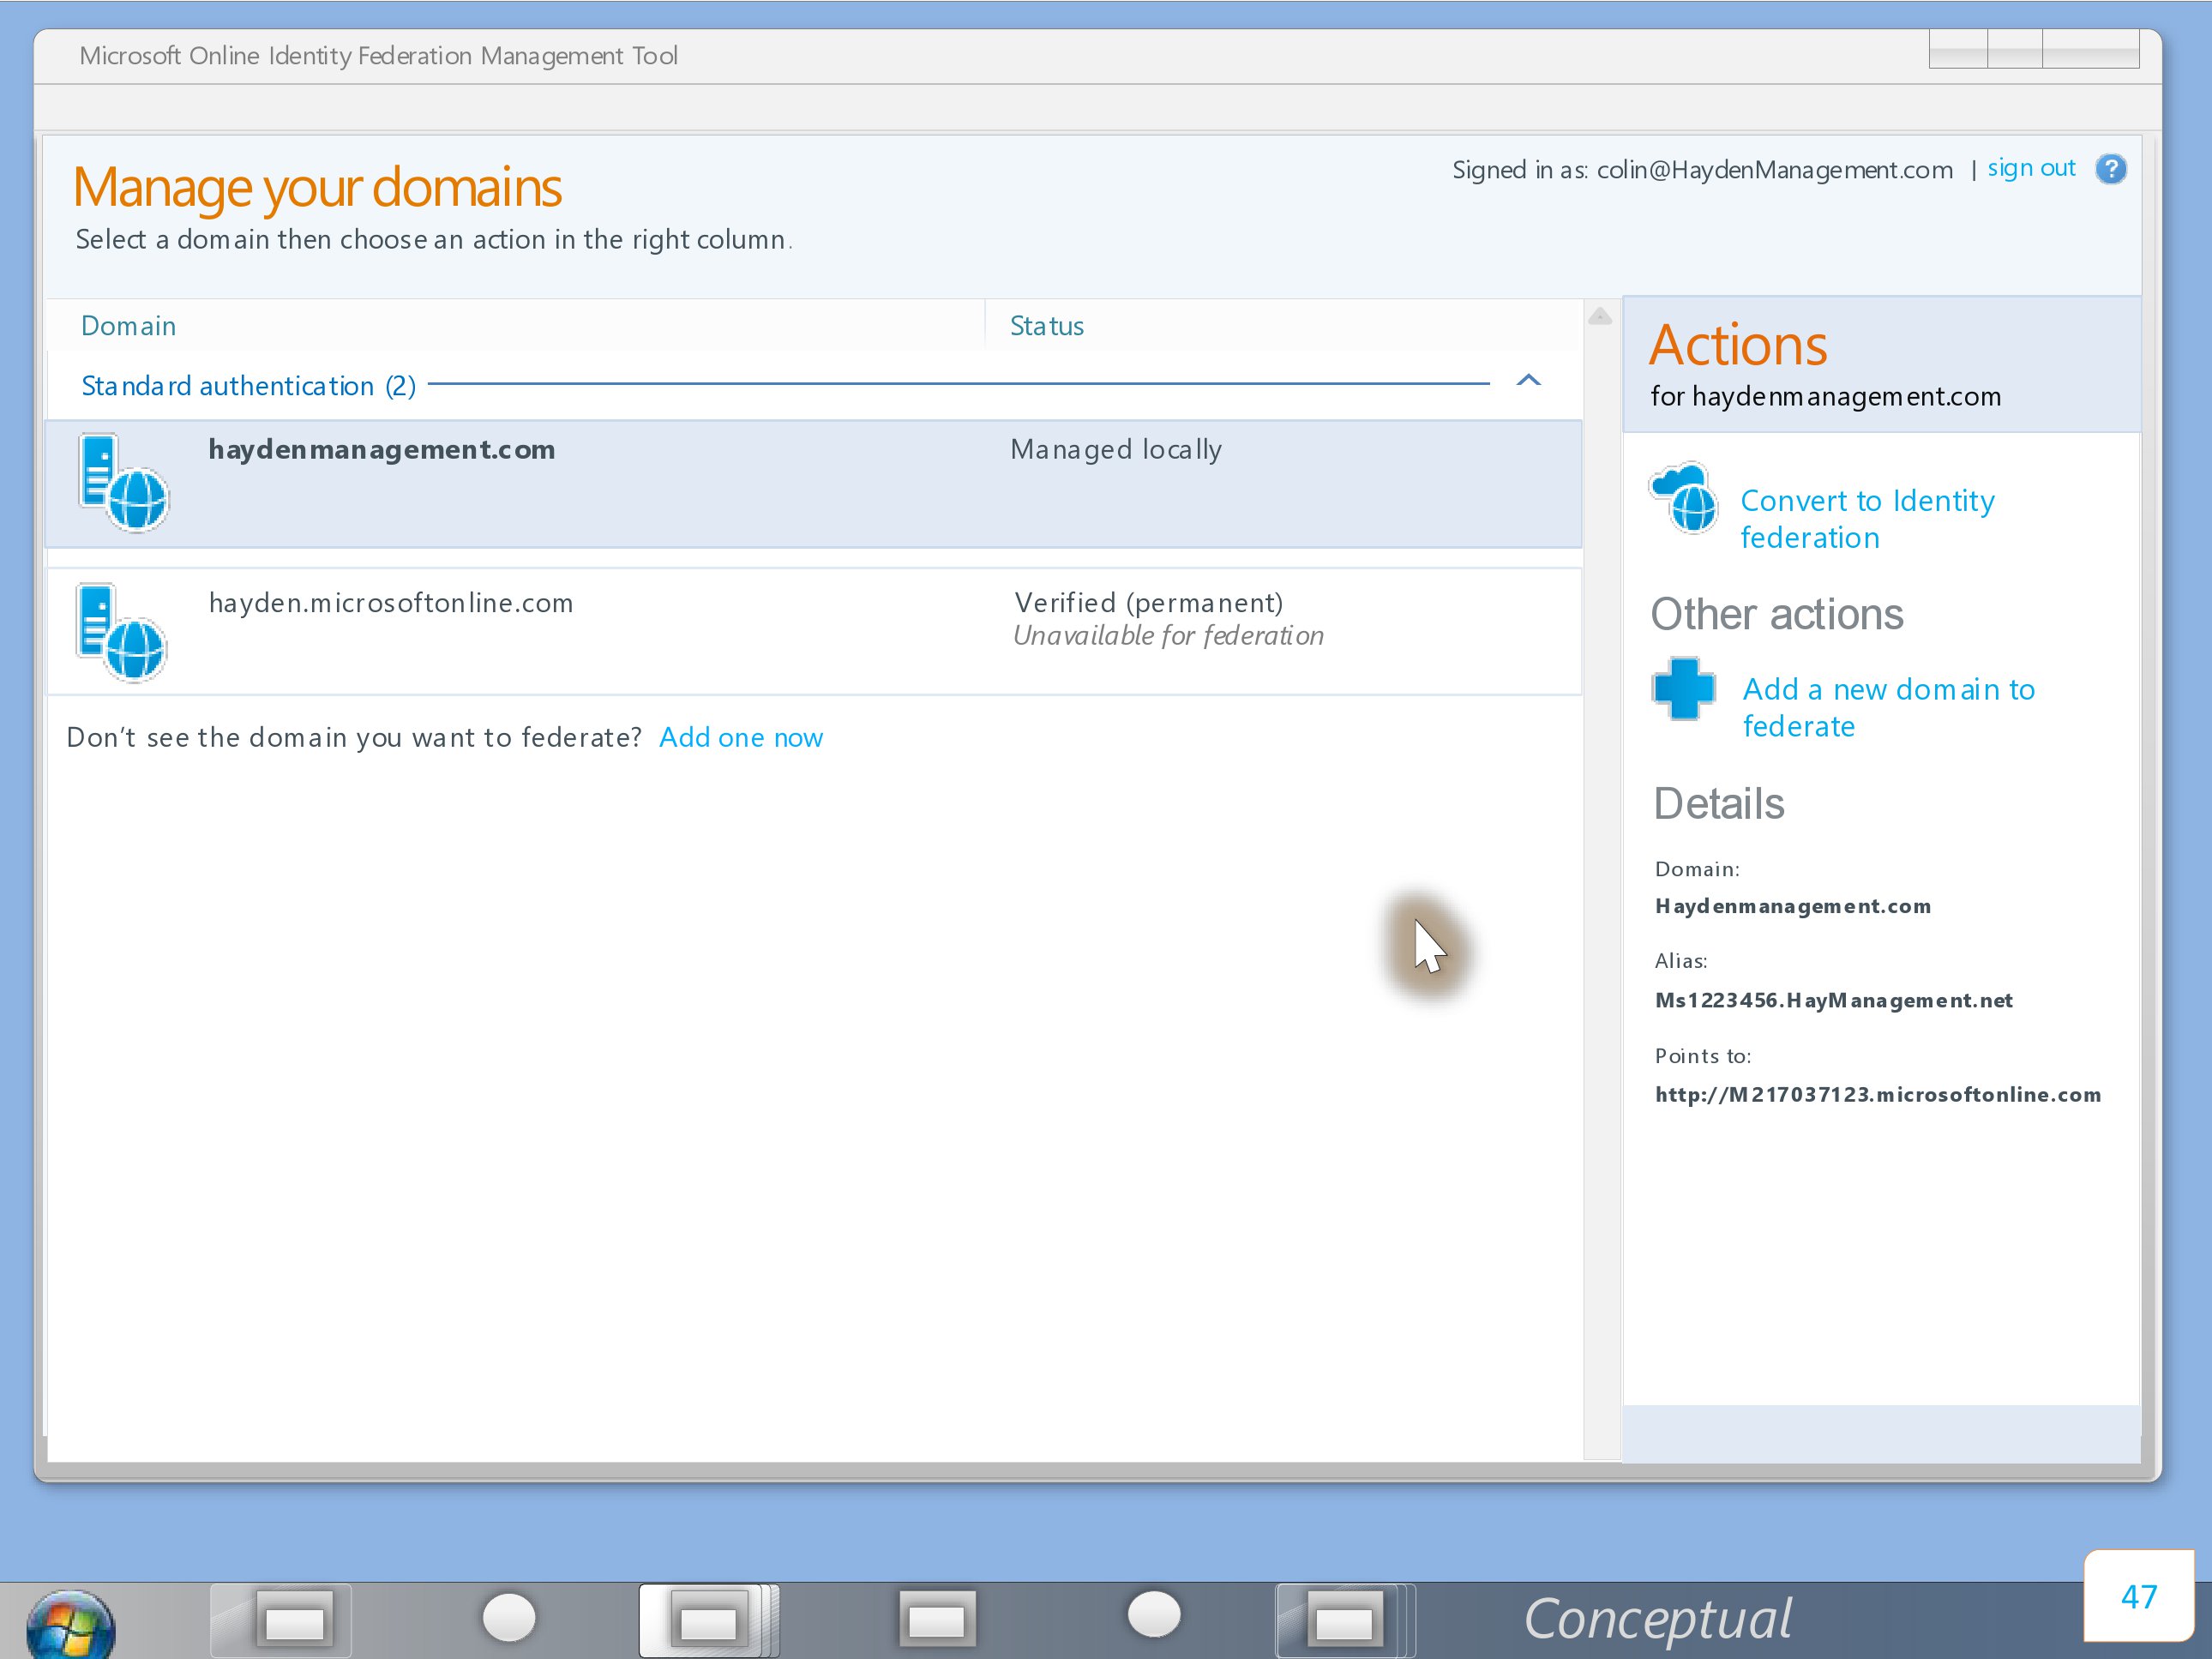 Microsoft Online Identity Federation Management Tool
Manage your domains
Select a domain then choose an action in the right column.
Signed in as: colin@HaydenManagement.com | sign out ?
Domain Status
Standard authentication (2)
haydenmanagement.com Managed locally
hayden.microsoftonline.com Verified (permanent)
Unavailable for federation
Don’t see the domain you want to federate? Add one now
Actions
for haydenmanagement.com
Convert to Identity
federation
Other actions
Add a new domain to
federate
Details
Domain:
Haydenmanagement.com
Alias:
Ms1223456.HayManagement.net
Points to:
http://M217037123.microsoftonline.com
Conceptual
47